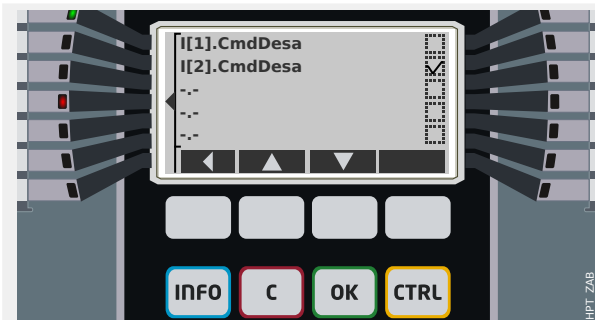 I[1].CmdDesa
I[2].CmdDesa
-.-
-.-
-.-
INFO C OK CTRL
HPT_ZAB